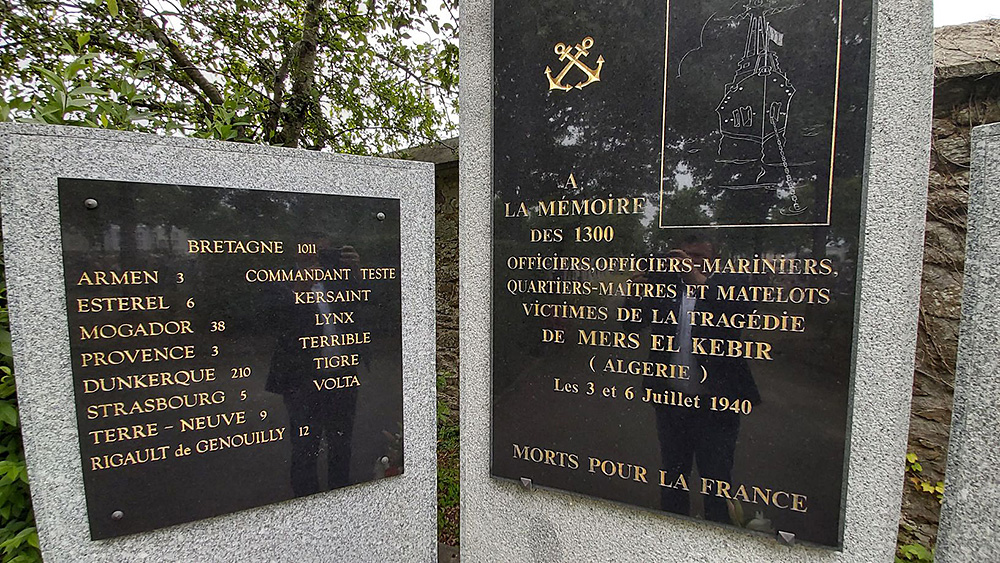 BRETAGNE 1011
ARMEN 3
ESTEREL 6
MOGADOR 38
PROVENCE 3
DUNKERQUE 210
STRASBOURG 5
TERRE - NEUVE 9
RIGAULT de GENOUILLY 12
COMMANDANT TESTE
KERSAINT
LYNX
TERRIBLE
TIGRE
VOLTA
A
LA MÉMOIRE
DES 1300
OFFICIERS, OFFICIERS-MARINIERS,
QUARTIERS-MAÎTRES ET MATELOTS
VICTIMES DE LA TRAGÉDIE
DE MERS EL KEBIR
( ALGERIE )
Les 3 et 6 Juillet 1940
MORTS POUR LA FRANCE